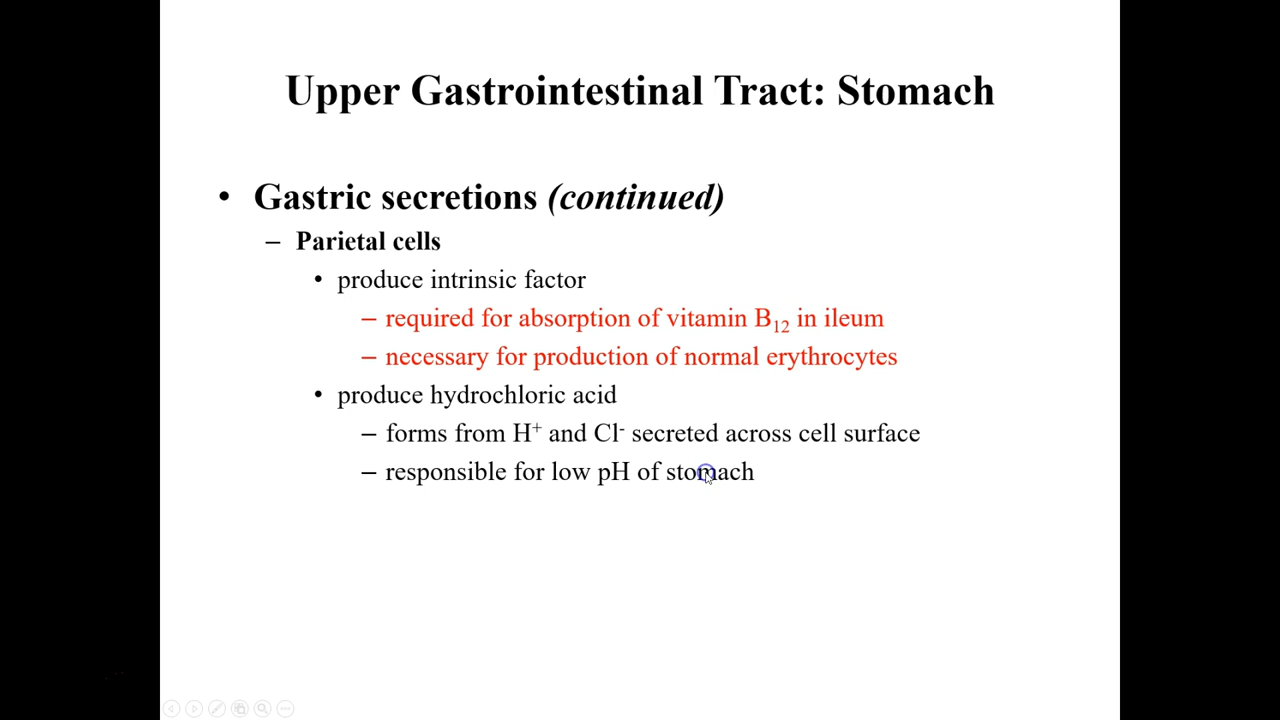 Upper Gastrointestinal Tract: Stomach
• Gastric secretions (continued)
– Parietal cells
• produce intrinsic factor
– required for absorption of vitamin B₁₂ in ileum
– necessary for production of normal erythrocytes
• produce hydrochloric acid
– forms from H⁺ and Cl⁻ secreted across cell surface
– responsible for low pH of stomach